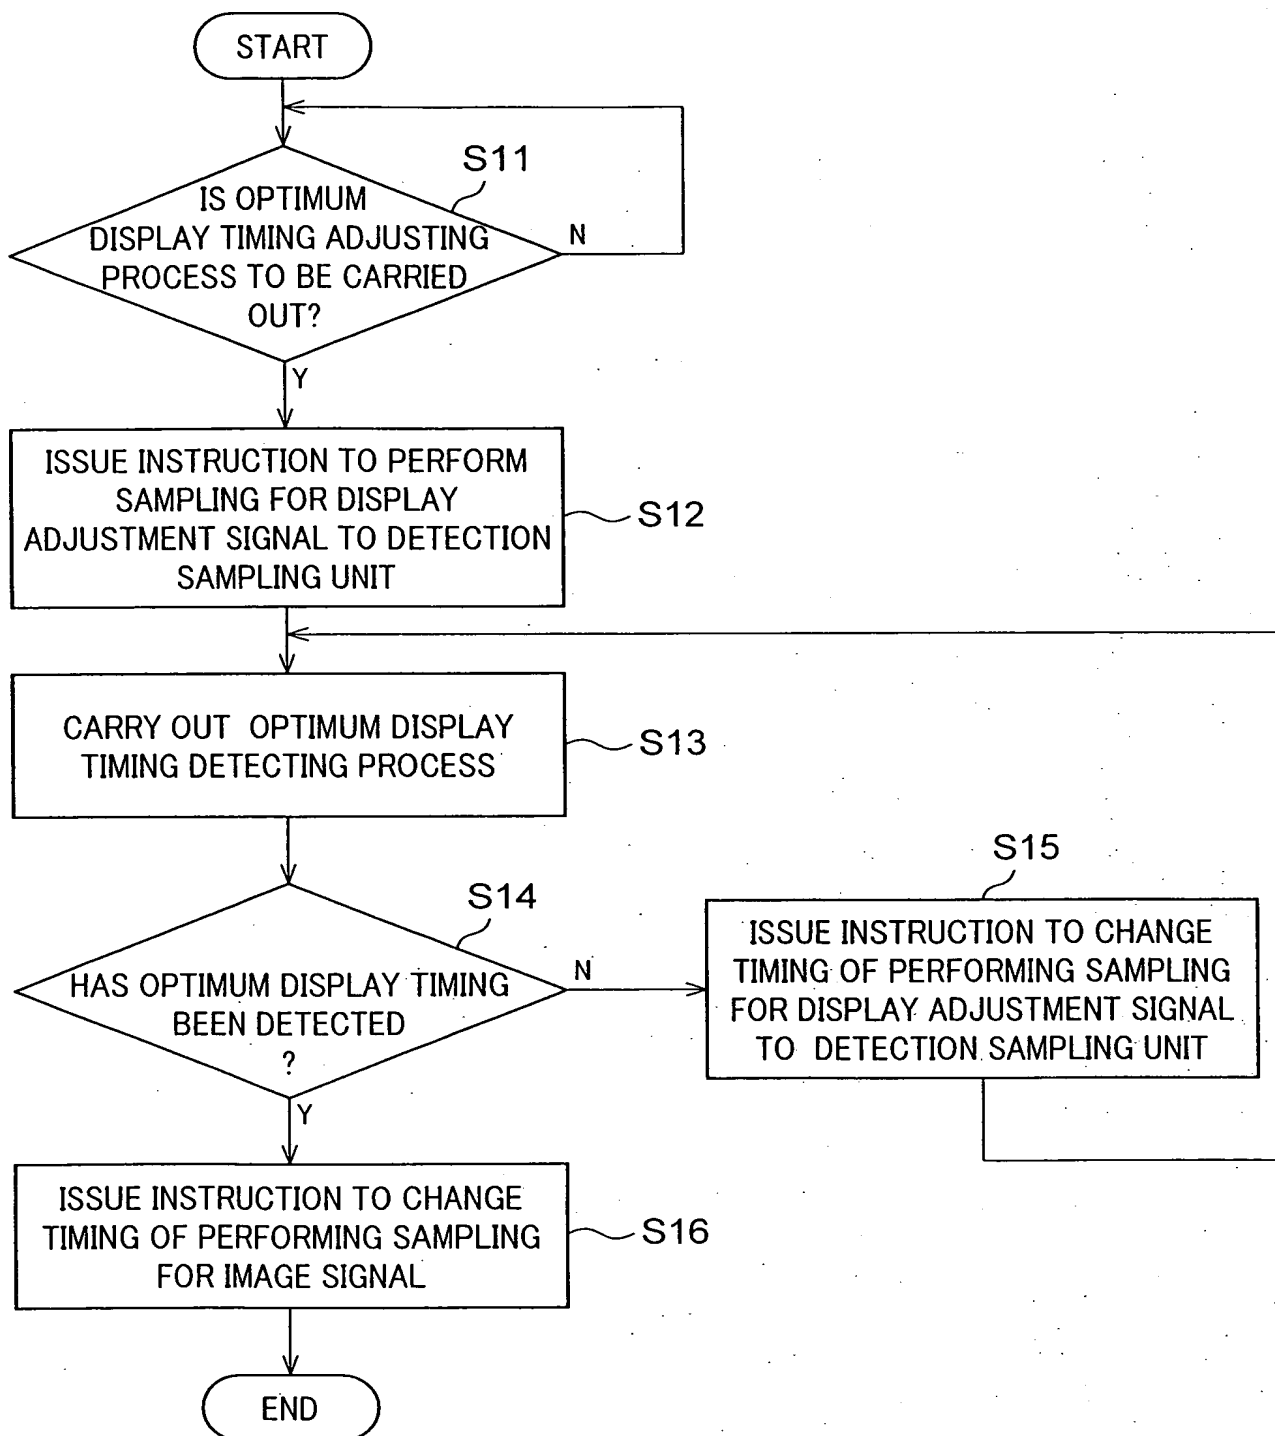 START
S11
IS OPTIMUM
DISPLAY TIMING ADJUSTING
PROCESS TO BE CARRIED
OUT?
N
Y
ISSUE INSTRUCTION TO PERFORM
SAMPLING FOR DISPLAY
ADJUSTMENT SIGNAL TO DETECTION
SAMPLING UNIT
S12
CARRY OUT OPTIMUM DISPLAY
TIMING DETECTING PROCESS
S13
S14
HAS OPTIMUM DISPLAY TIMING
BEEN DETECTED
?
N
Y
S15
ISSUE INSTRUCTION TO CHANGE
TIMING OF PERFORMING SAMPLING
FOR DISPLAY ADJUSTMENT SIGNAL
TO DETECTION SAMPLING UNIT
ISSUE INSTRUCTION TO CHANGE
TIMING OF PERFORMING SAMPLING
FOR IMAGE SIGNAL
S16
END